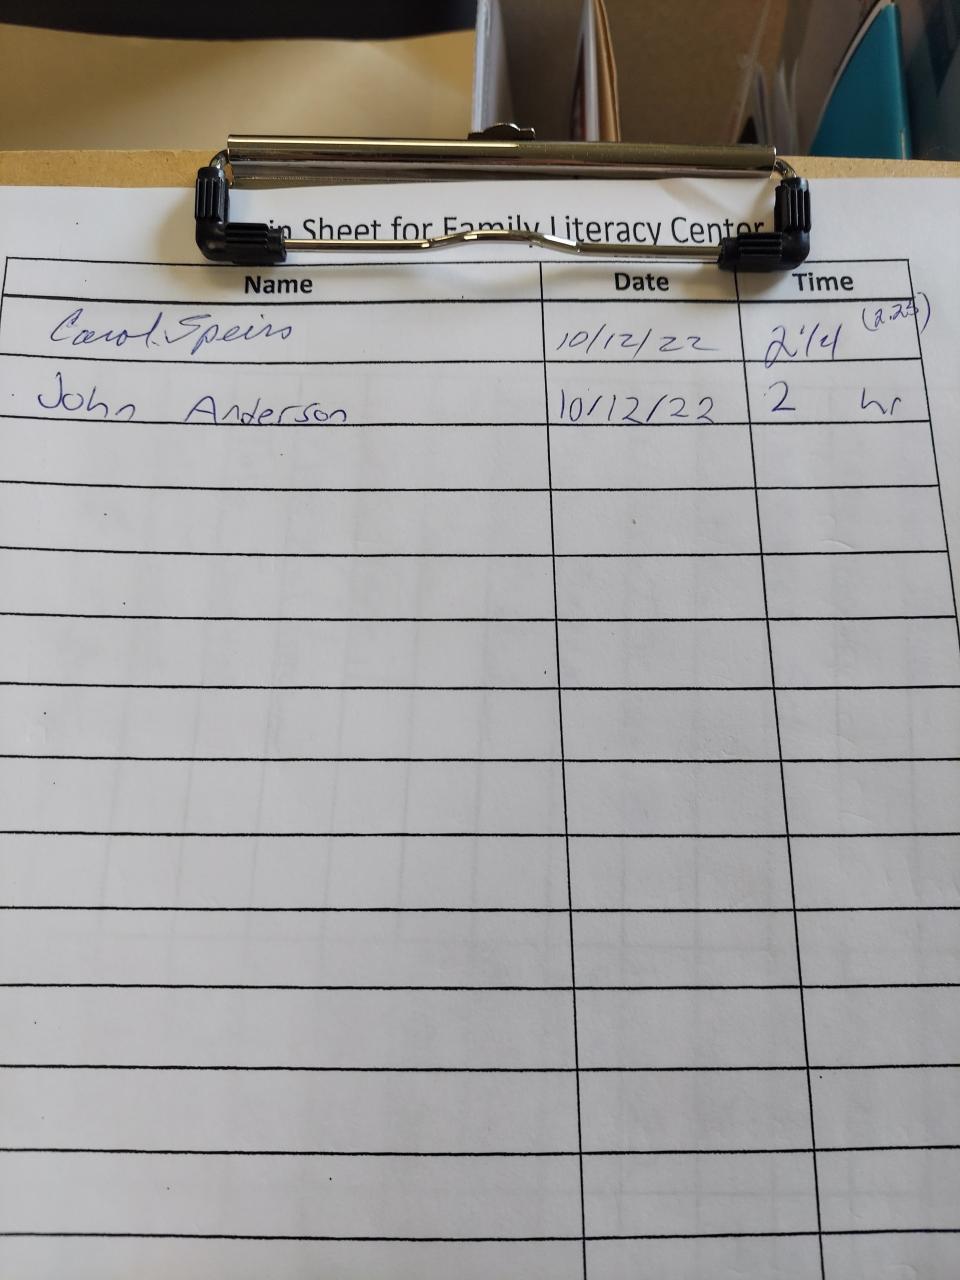 in Sheet for Family Literacy Center
Name Date Time
Carol Speirs 10/12/22 2 1/4 (2.25)
John Anderson 10/12/22 2 hr